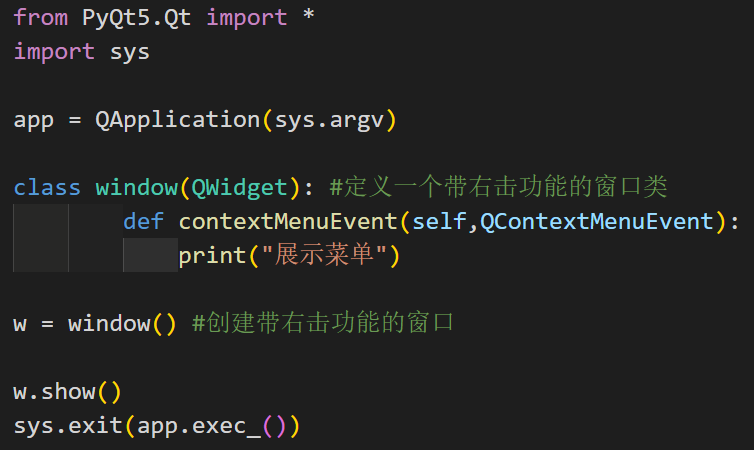 from PyQt5.Qt import *
import sys

app = QApplication(sys.argv)

class window(QWidget): #定义一个带右击功能的窗口类
        def contextMenuEvent(self,QContextMenuEvent):
            print("展示菜单")

w = window() #创建带右击功能的窗口

w.show()
sys.exit(app.exec_())